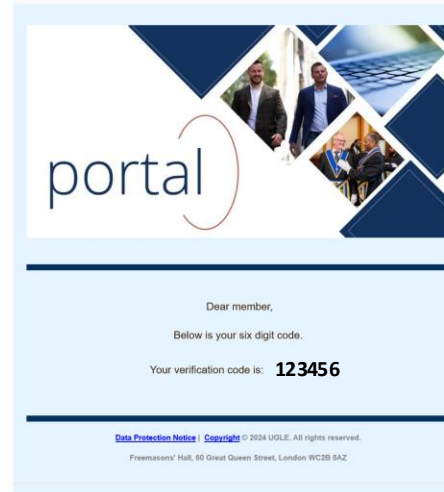 portal
Dear member,
Below is your six digit code.
Your verification code is: 123456
Data Protection Notice | Copyright © 2024 UGLE. All rights reserved.
Freemasons' Hall, 60 Great Queen Street, London WC2B 5AZ